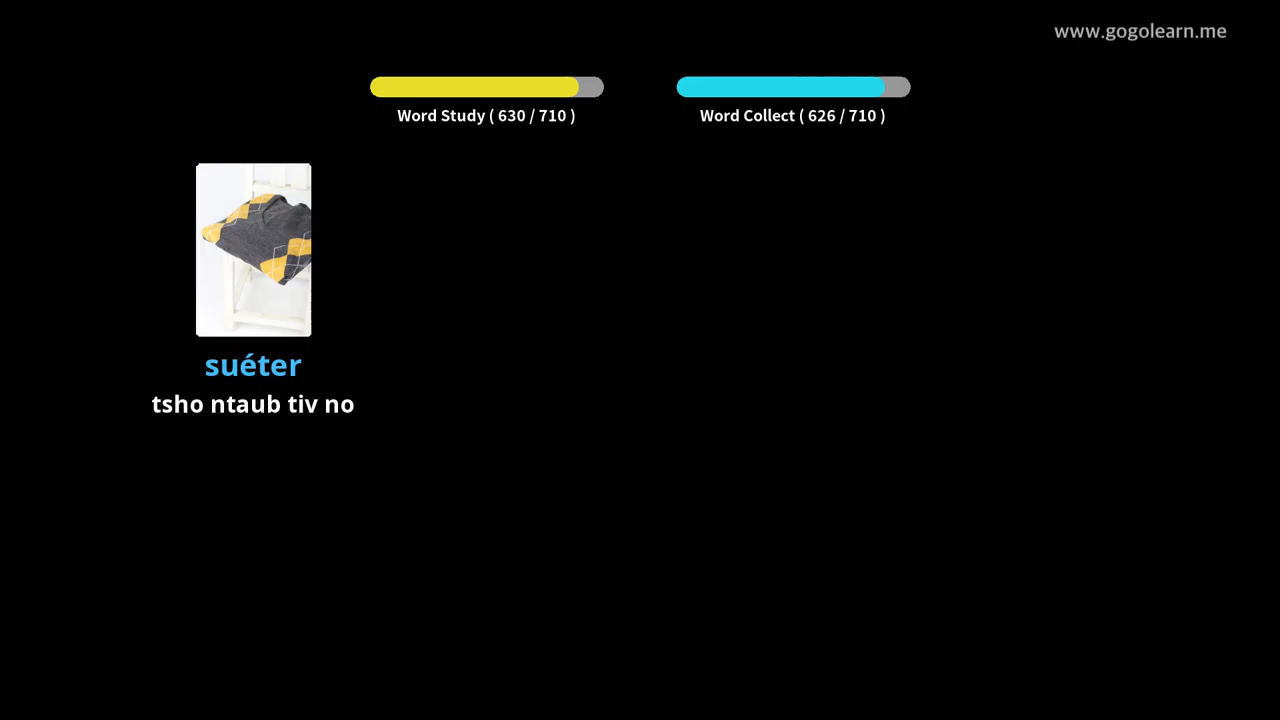 www.gogolearn.me
Word Study ( 630 / 710 )
Word Collect ( 626 / 710 )
suéter
tsho ntaub tiv no